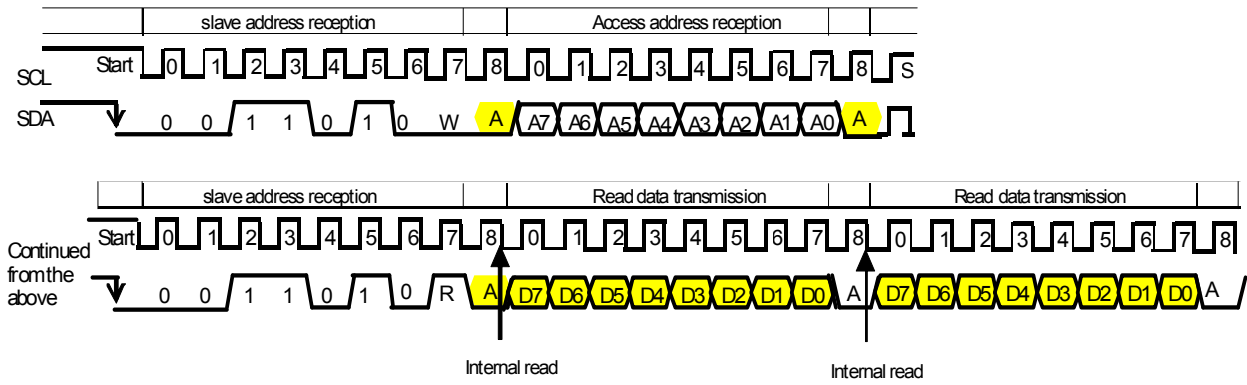 slave address reception Access address reception
SCL Start 0 1 2 3 4 5 6 7 8 0 1 2 3 4 5 6 7 8 S
SDA 0 0 1 1 0 1 0 W A A7 A6 A5 A4 A3 A2 A1 A0 A
slave address reception Read data transmission Read data transmission
Start 0 1 2 3 4 5 6 7 8 0 1 2 3 4 5 6 7 8 0 1 2 3 4 5 6 7 8
Continued
from the
above
0 0 1 1 0 1 0 R A D7 D6 D5 D4 D3 D2 D1 D0 A D7 D6 D5 D4 D3 D2 D1 D0 A
Internal read Internal read